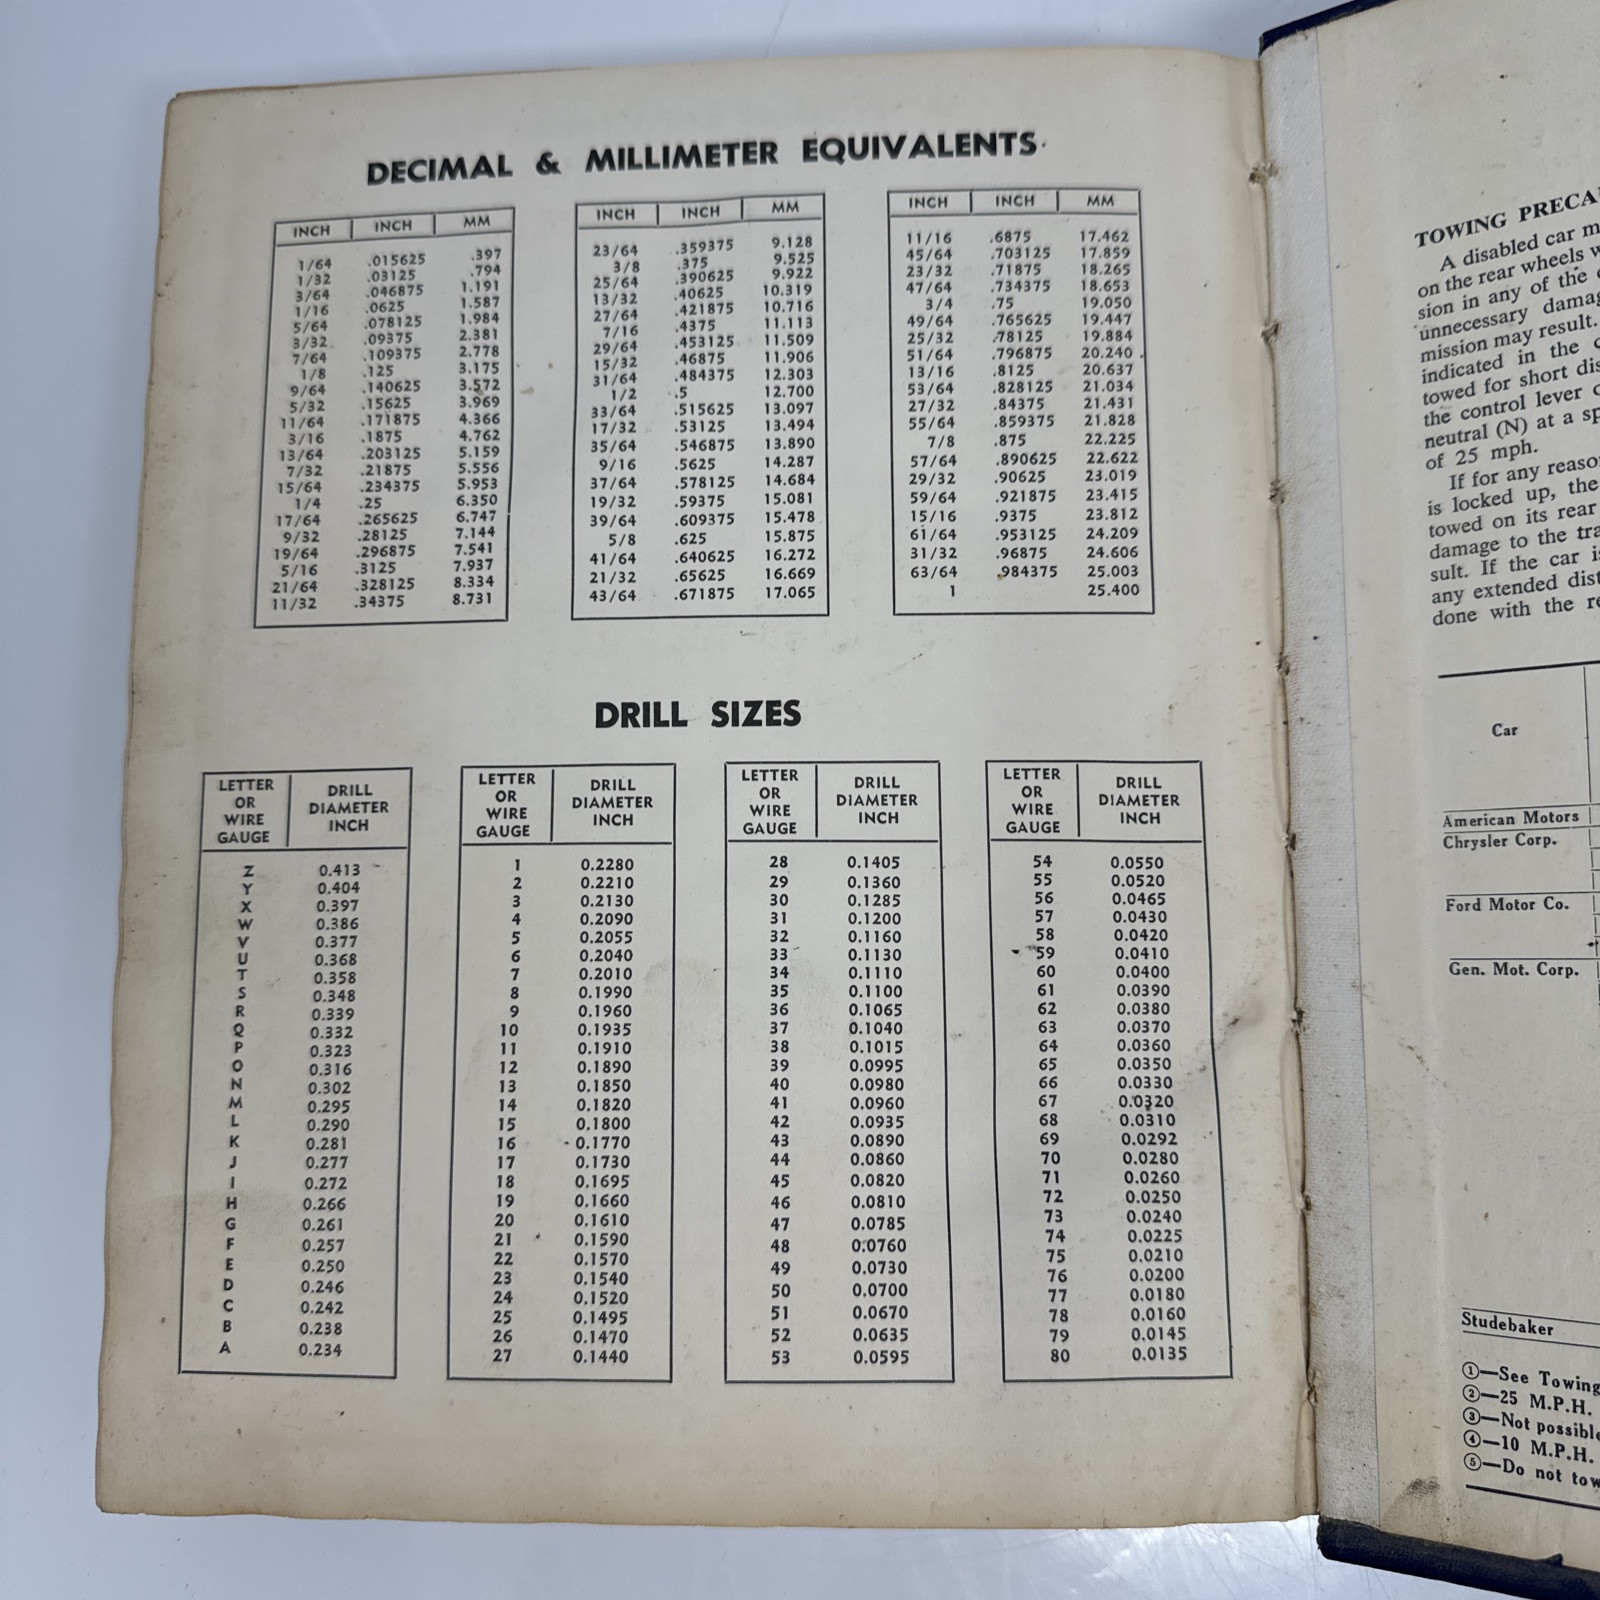 DECIMAL & MILLIMETER EQUIVALENTS
INCH INCH MM
1/64 .015625 .397
1/32 .03125 .794
3/64 .046875 1.191
1/16 .0625 1.587
5/64 .078125 1.984
3/32 .09375 2.381
7/64 .109375 2.778
1/8 .125 3.175
9/64 .140625 3.572
5/32 .15625 3.969
11/64 .171875 4.366
3/16 .1875 4.762
13/64 .203125 5.159
7/32 .21875 5.556
15/64 .234375 5.953
1/4 .25 6.350
17/64 .265625 6.747
9/32 .28125 7.144
19/64 .296875 7.541
5/16 .3125 7.937
21/64 .328125 8.334
11/32 .34375 8.731
INCH INCH MM
23/64 .359375 9.128
3/8 .375 9.525
25/64 .390625 9.922
13/32 .40625 10.319
27/64 .421875 10.716
7/16 .4375 11.113
29/64 .453125 11.509
15/32 .46875 11.906
31/64 .484375 12.303
1/2 .5 12.700
33/64 .515625 13.097
17/32 .53125 13.494
35/64 .546875 13.890
9/16 .5625 14.287
37/64 .578125 14.684
19/32 .59375 15.081
39/64 .609375 15.478
5/8 .625 15.875
41/64 .640625 16.272
21/32 .65625 16.669
43/64 .671875 17.065
INCH INCH MM
11/16 .6875 17.462
45/64 .703125 17.859
23/32 .71875 18.265
47/64 .734375 18.653
3/4 .75 19.050
49/64 .765625 19.447
25/32 .78125 19.884
51/64 .796875 20.240
13/16 .8125 20.637
53/64 .828125 21.034
27/32 .84375 21.431
55/64 .859375 21.828
7/8 .875 22.225
57/64 .890625 22.622
29/32 .90625 23.019
59/64 .921875 23.415
15/16 .9375 23.812
61/64 .953125 24.209
31/32 .96875 24.606
63/64 .984375 25.003
1 25.400
DRILL SIZES
LETTER
OR
WIRE
GAUGE
DRILL
DIAMETER
INCH
Z 0.413
Y 0.404
X 0.397
W 0.386
V 0.377
U 0.368
T 0.358
S 0.348
R 0.339
Q 0.332
P 0.323
O 0.316
N 0.302
M 0.295
L 0.290
K 0.281
J 0.277
I 0.272
H 0.266
G 0.261
F 0.257
E 0.250
D 0.246
C 0.242
B 0.238
A 0.234
LETTER
OR
WIRE
GAUGE
DRILL
DIAMETER
INCH
1 0.2280
2 0.2210
3 0.2130
4 0.2090
5 0.2055
6 0.2040
7 0.2010
8 0.1990
9 0.1960
10 0.1935
11 0.1910
12 0.1890
13 0.1850
14 0.1820
15 0.1800
16 0.1770
17 0.1730
18 0.1695
19 0.1660
20 0.1610
21 0.1590
22 0.1570
23 0.1540
24 0.1520
25 0.1495
26 0.1470
27 0.1440
LETTER
OR
WIRE
GAUGE
DRILL
DIAMETER
INCH
28 0.1405
29 0.1360
30 0.1285
31 0.1200
32 0.1160
33 0.1130
34 0.1110
35 0.1100
36 0.1065
37 0.1040
38 0.1015
39 0.0995
40 0.0980
41 0.0960
42 0.0935
43 0.0890
44 0.0860
45 0.0820
46 0.0810
47 0.0785
48 0.0760
49 0.0730
50 0.0700
51 0.0670
52 0.0635
53 0.0595
LETTER
OR
WIRE
GAUGE
DRILL
DIAMETER
INCH
54 0.0550
55 0.0520
56 0.0465
57 0.0430
58 0.0420
59 0.0410
60 0.0400
61 0.0390
62 0.0380
63 0.0370
64 0.0360
65 0.0350
66 0.0330
67 0.0320
68 0.0310
69 0.0292
70 0.0280
71 0.0260
72 0.0250
73 0.0240
74 0.0225
75 0.0210
76 0.0200
77 0.0180
78 0.0160
79 0.0145
80 0.0135
TOWING
A disabled car
on the rear wheels
sion in any of the
unnecessary
mission may result.
indicated in the
towed for short
the control lever
neutral (N) at a
of 25 mph.
If for any
is locked up, the
towed on its rear
damage to the
sult. If the car
any extended
done with the
Car
American Motors
Chrysler Corp.
Ford Motor Co.
Gen. Mot. Corp.
Studebaker
①—See Towing
②—25 M.P.H.
③—Not
④—10 M.P.H.
⑤—Do not